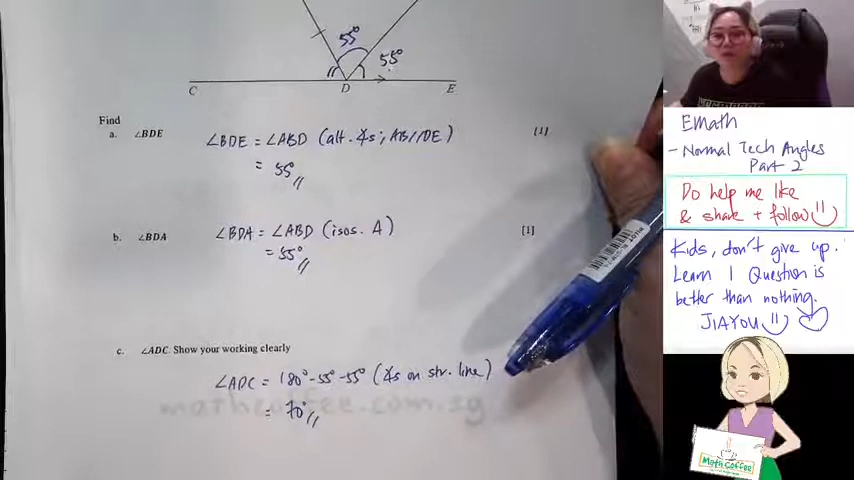 55°
55°
C
D
E
Find
a. ∠BDE
∠BDE = ∠ABD (alt. ∠s, AB//DE)
= 55°
[1]
b. ∠BDA
∠BDA = ∠ABD (isos. Δ)
= 55°
[1]
c. ∠ADC. Show your working clearly
∠ADC = 180° - 55° - 55° (∠s on str. line)
= 70°
mathcoffee.com.sg
EMath
- Normal Tech Angles
Part 2
Do help me like
& share + follow
Kids, don't give up.
Learn 1 Question is
better than nothing.
JIAYOU
Math Coffee